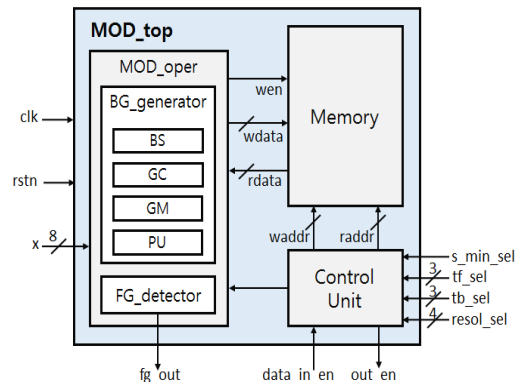 MOD_top
MOD_oper
BG_generator
BS
GC
GM
PU
FG_detector
Memory
Control
Unit
wen
wdata
rdata
waddr
raddr
clk
rstn
x
8
s_min_sel
3
tf_sel
3
tb_sel
4
resol_sel
fg_out
data_in_en
out_en